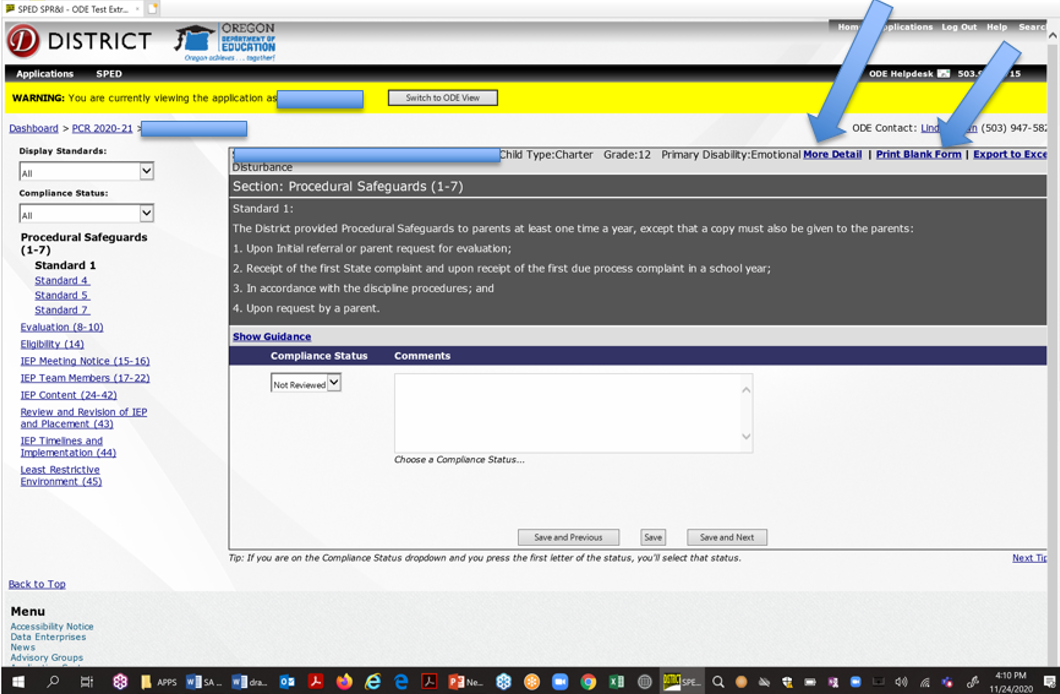 SPED SPR&I - ODE Test Extr...
DISTRICT
OREGON
DEPARTMENT OF
EDUCATION
Oregon achieves . . . together!
Applications Log Out Help Search
Applications SPED
ODE Helpdesk 503. 15
WARNING: You are currently viewing the application as
Switch to ODE View
Dashboard > PCR 2020-21 >
ODE Contact: (503) 947-582
Display Standards:
All
Compliance Status:
All
Procedural Safeguards
(1-7)
Standard 1
Standard 4
Standard 5
Standard 7
Evaluation (8-10)
Eligibility (14)
IEP Meeting Notice (15-16)
IEP Team Members (17-22)
IEP Content (24-42)
Review and Revision of IEP
and Placement (43)
IEP Timelines and
Implementation (44)
Least Restrictive
Environment (45)
Child Type:Charter Grade:12 Primary Disability:Emotional More Detail | Print Blank Form | Export to Exce
Disturbance
Section: Procedural Safeguards (1-7)
Standard 1:
The District provided Procedural Safeguards to parents at least one time a year, except that a copy must also be given to the parents:
1. Upon Initial referral or parent request for evaluation;
2. Receipt of the first State complaint and upon receipt of the first due process complaint in a school year;
3. In accordance with the discipline procedures; and
4. Upon request by a parent.
Show Guidance
Compliance Status Comments
Not Reviewed
Choose a Compliance Status...
Save and Previous Save Save and Next
Tip: If you are on the Compliance Status dropdown and you press the first letter of the status, you'll select that status.
Next Tip
Back to Top
Menu
Accessibility Notice
Data Enterprises
News
Advisory Groups
APPS SA ... dra... Ne... SPE...
4:10 PM
11/24/2020